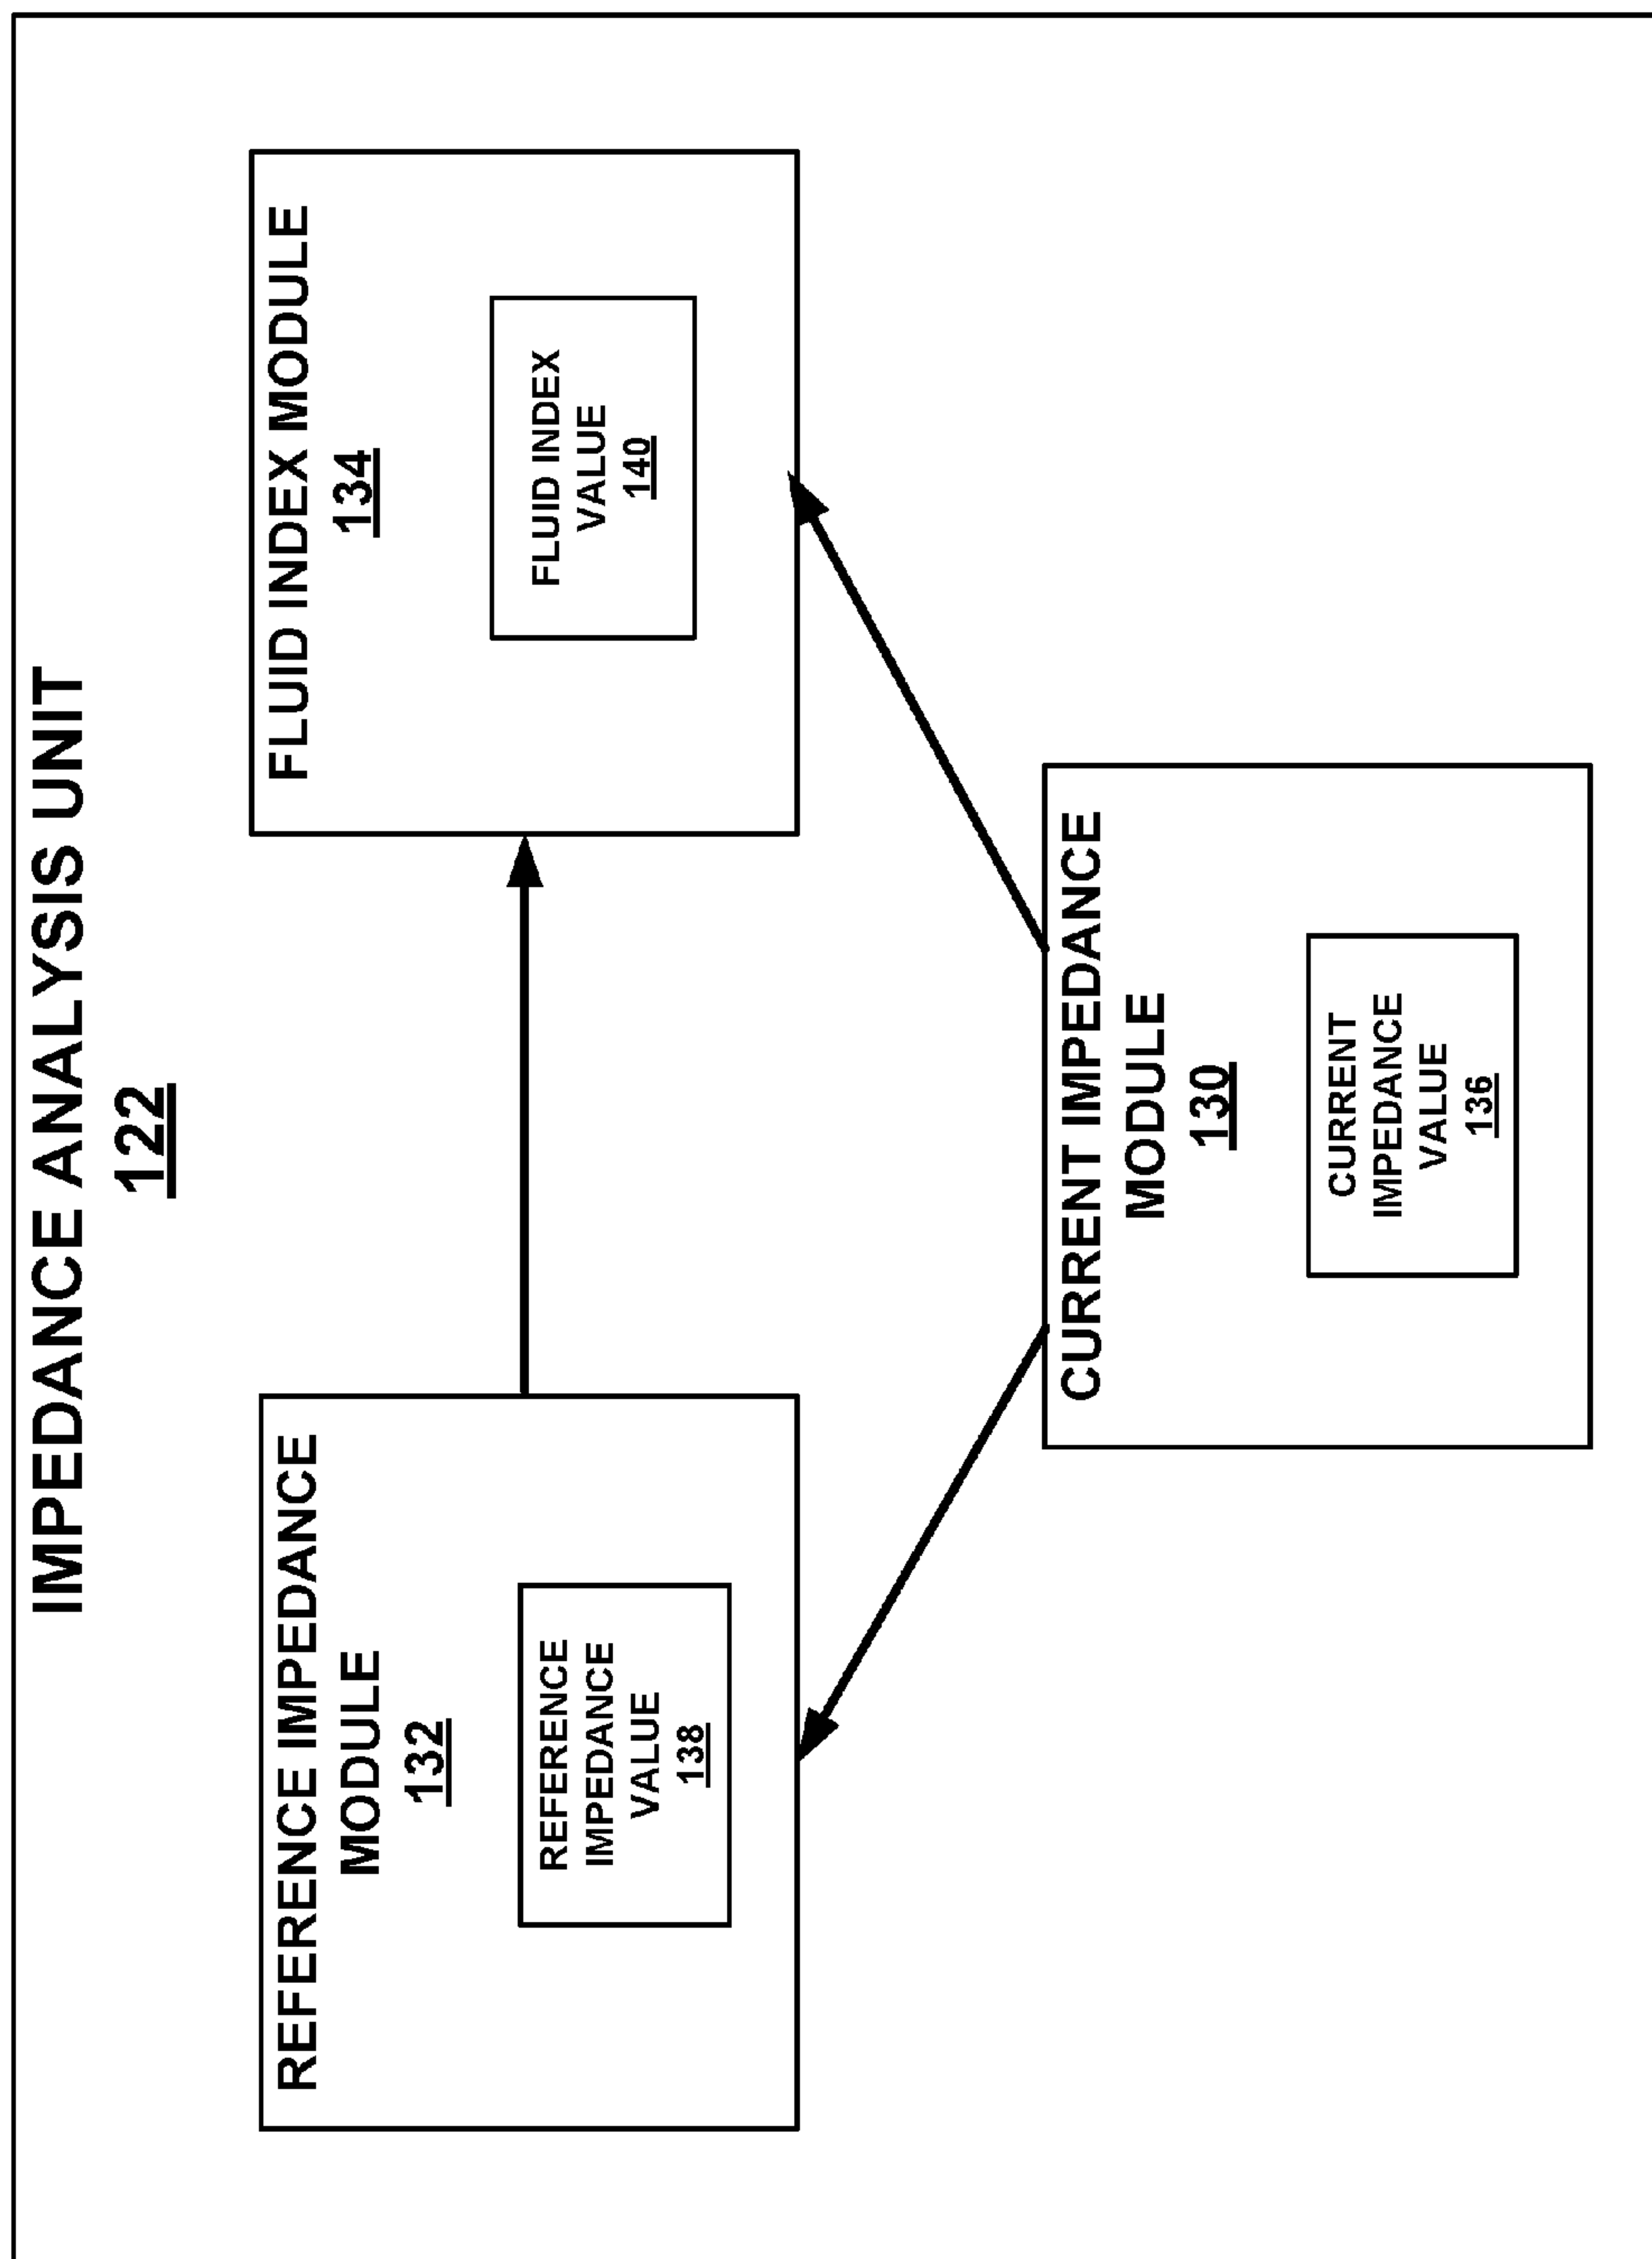 IMPEDANCE ANALYSIS UNIT
122
REFERENCE IMPEDANCE
MODULE
132
REFERENCE
IMPEDANCE
VALUE
138
FLUID INDEX MODULE
134
FLUID INDEX
VALUE
140
CURRENT IMPEDANCE
MODULE
130
CURRENT
IMPEDANCE
VALUE
136